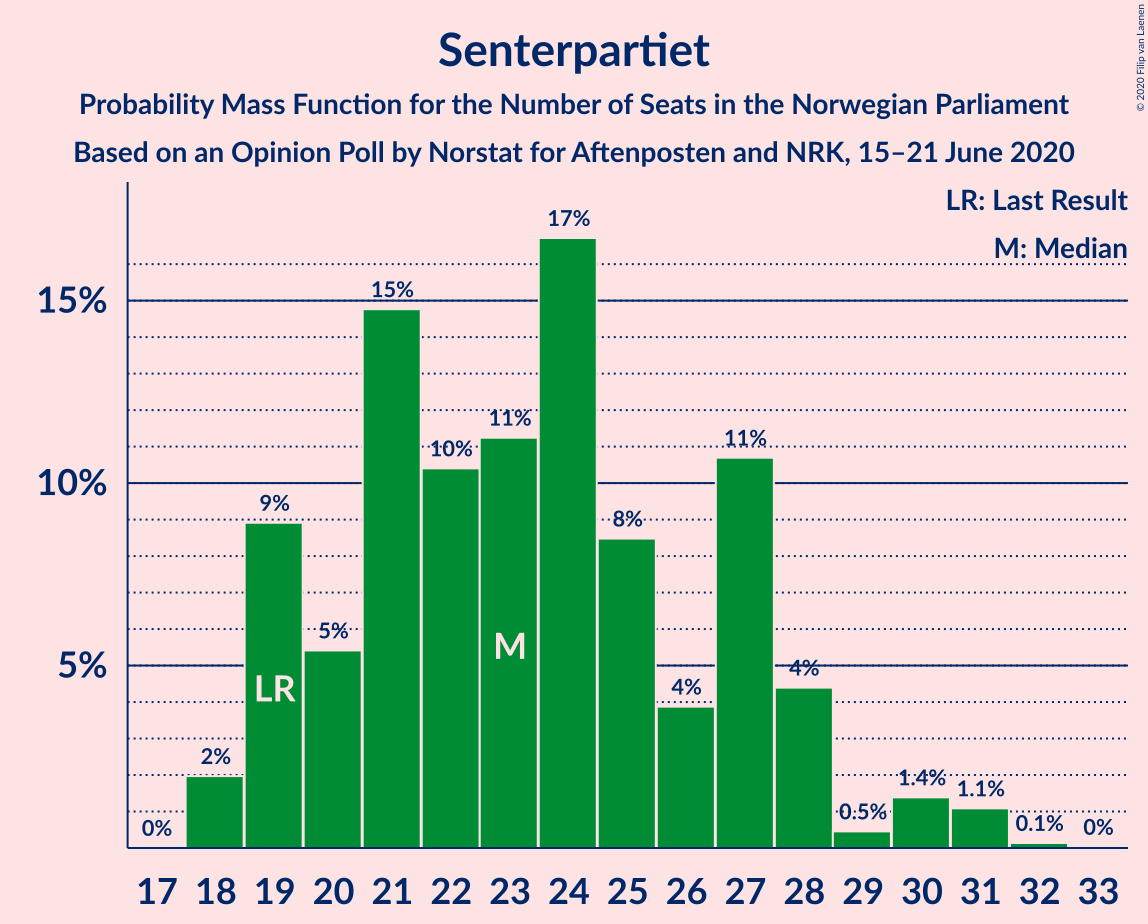 © 2020 Filip van Laenen
Senterpartiet
Probability Mass Function for the Number of Seats in the Norwegian Parliament
Based on an Opinion Poll by Norstat for Aftenposten and NRK, 15–21 June 2020
LR: Last Result
M: Median
15%
10%
5%
0%
2%
9%
5%
15%
10%
11%
17%
8%
4%
11%
4%
0.5%
1.4%
1.1%
0.1%
0%
LR
M
17 18 19 20 21 22 23 24 25 26 27 28 29 30 31 32 33